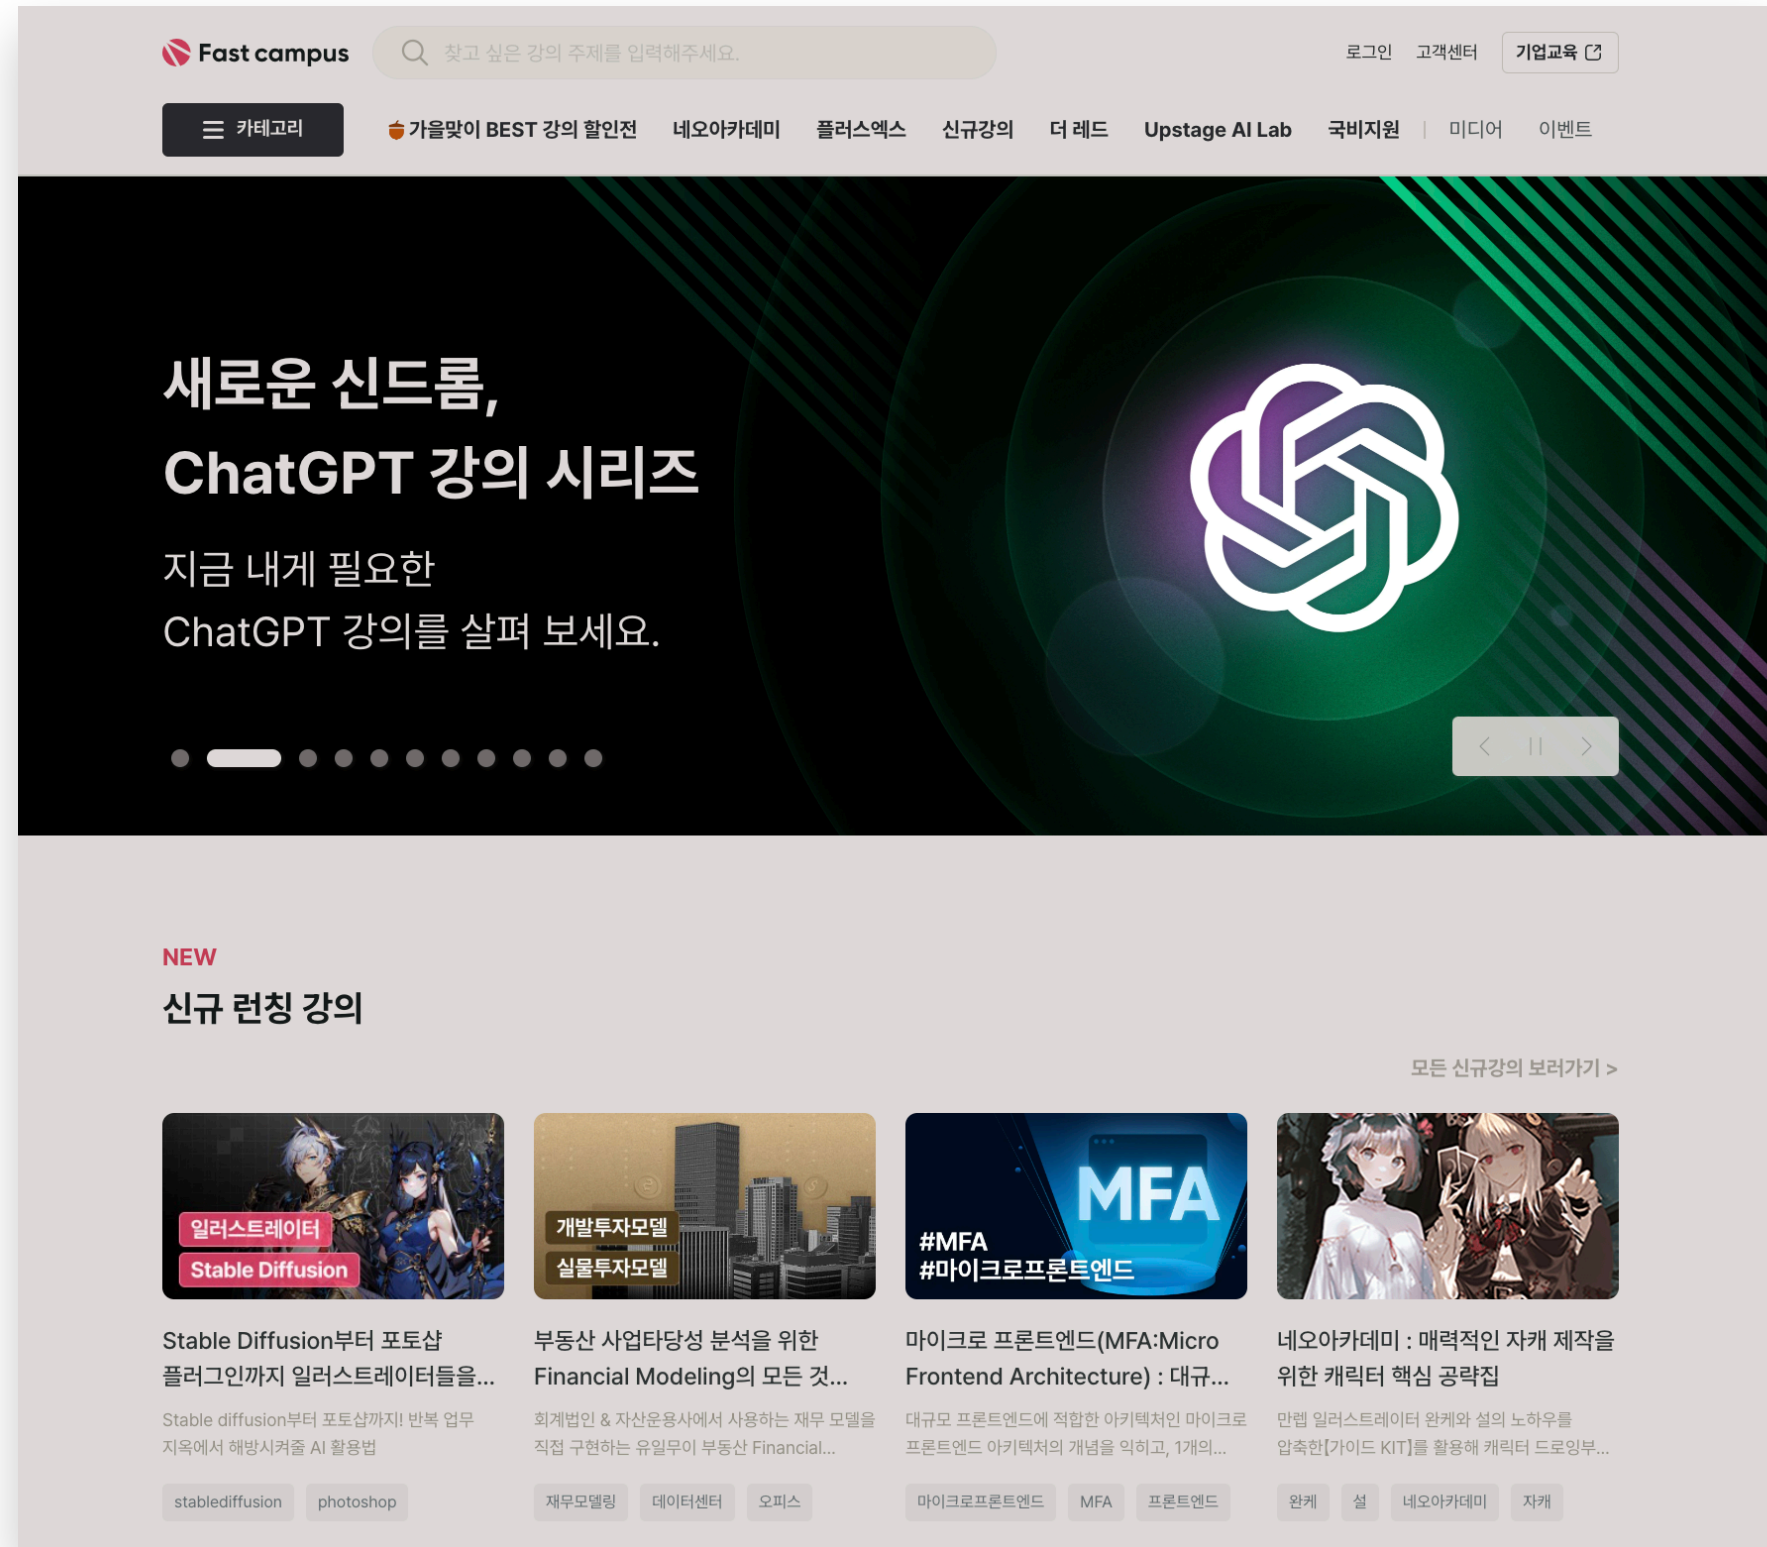 Fast campus
찾고 싶은 강의 주제를 입력해주세요.
로그인
고객센터
기업교육
카테고리
가을맞이 BEST 강의 할인전
네오아카데미
플러스엑스
신규강의
더 레드
Upstage AI Lab
국비지원
미디어
이벤트
새로운 신드롬,
ChatGPT 강의 시리즈
지금 내게 필요한
ChatGPT 강의를 살펴 보세요.
NEW
신규 런칭 강의
모든 신규강의 보러가기 >
일러스트레이터
Stable Diffusion
Stable Diffusion부터 포토샵
플러그인까지 일러스트레이터들을...
Stable diffusion부터 포토샵까지! 반복 업무
지옥에서 해방시켜줄 AI 활용법
stablediffusion
photoshop
개발투자모델
실물투자모델
부동산 사업타당성 분석을 위한
Financial Modeling의 모든 것...
회계법인 & 자산운용사에서 사용하는 재무 모델을
직접 구현하는 유일무이 부동산 Financial...
재무모델링
데이터센터
오피스
MFA
#MFA
#마이크로프론트엔드
마이크로 프론트엔드(MFA:Micro
Frontend Architecture) : 대규...
대규모 프론트엔드에 적합한 아키텍처인 마이크로
프론트엔드 아키텍처의 개념을 익히고, 1개의...
마이크로프론트엔드
MFA
프론트엔드
네오아카데미 : 매력적인 자캐 제작을
위한 캐릭터 핵심 공략집
만렙 일러스트레이터 완케와 설의 노하우를
압축한【가이드 KIT】를 활용해 캐릭터 드로잉부...
완케
설
네오아카데미
자캐